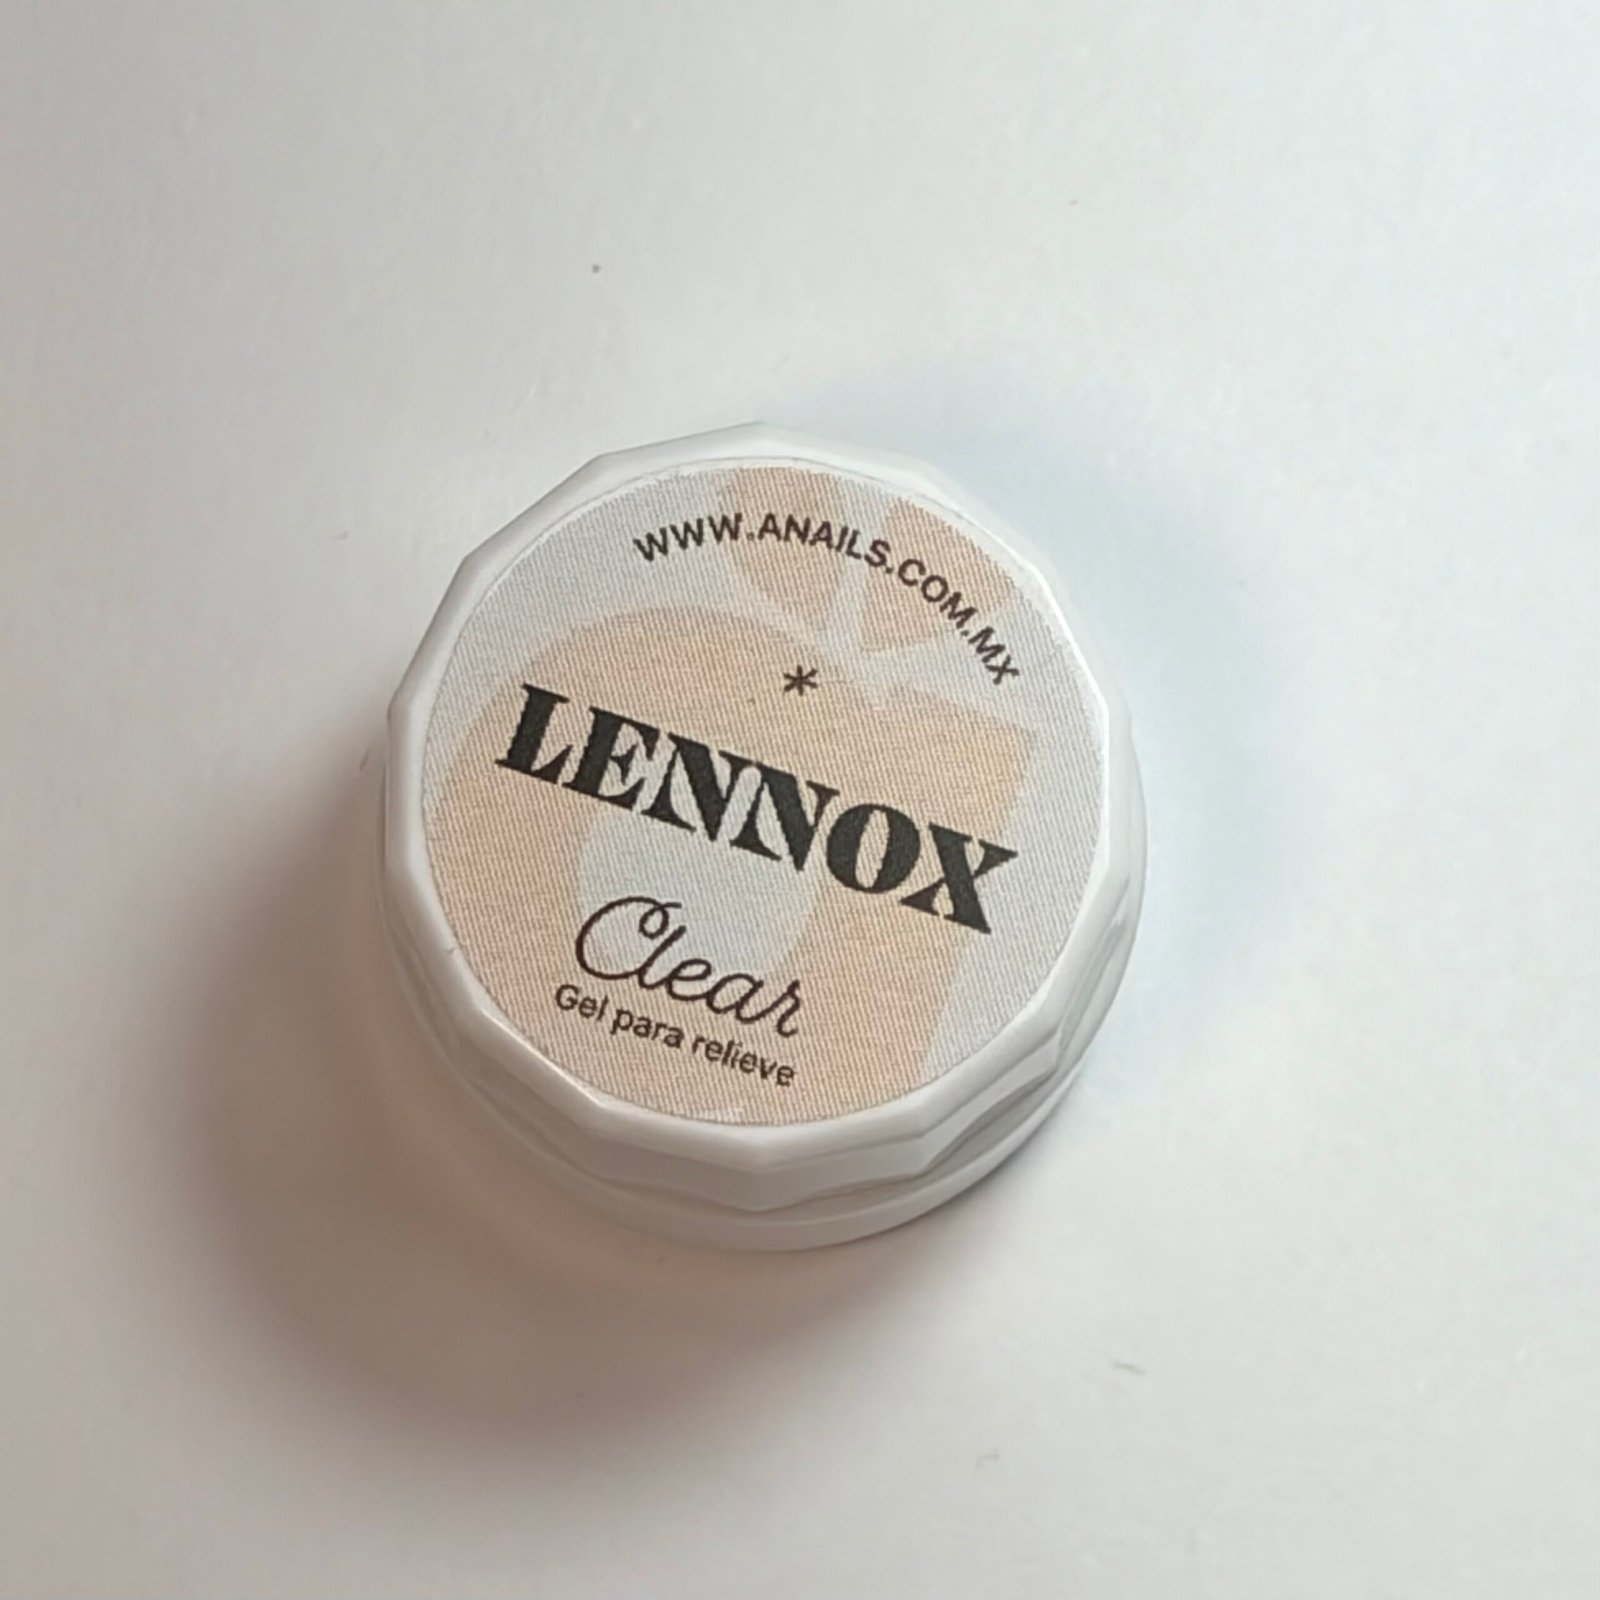 WWW.ANAILS.COM.MX
*
LENNOX
Clear
Gel para relieve